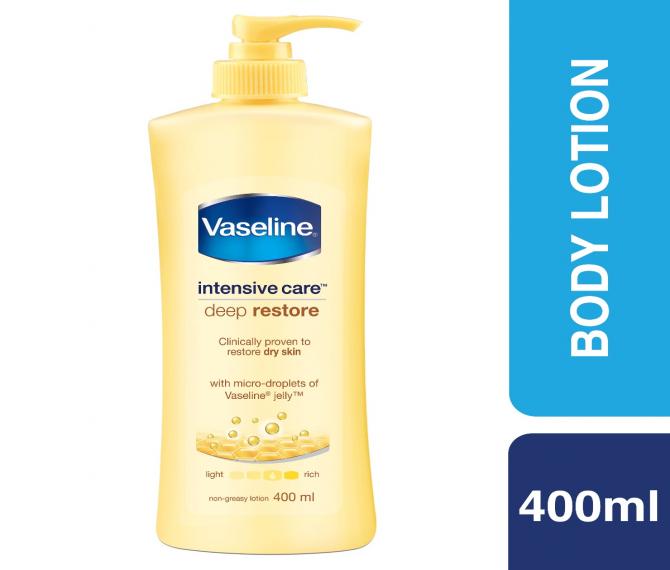 Vaseline®
intensive care™
deep restore
Clinically proven to
restore dry skin
with micro-droplets of
Vaseline® jelly™
light rich
non-greasy lotion 400 ml
BODY LOTION
400ml